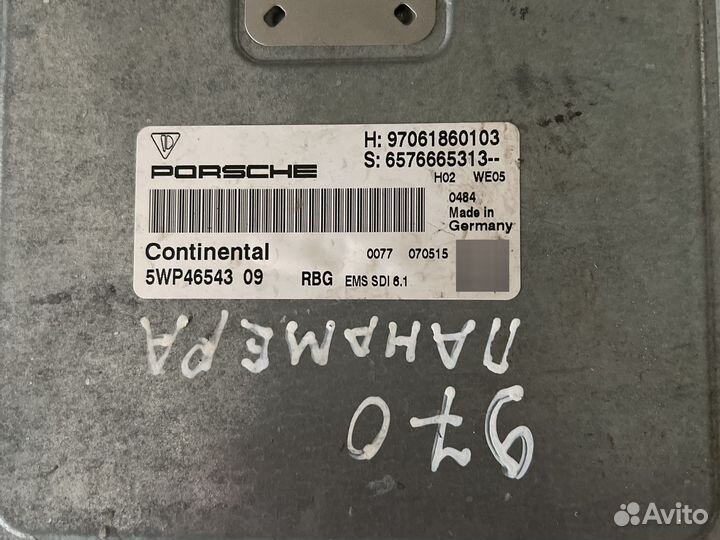 H: 97061860103
PORSCHE
S: 6576665313--
H02 WE05
0484
Made in
Germany
Continental
0077 070515
5WP46543 09 RBG EMS SDI 6.1
ПАНАМЕРА
970
Avito